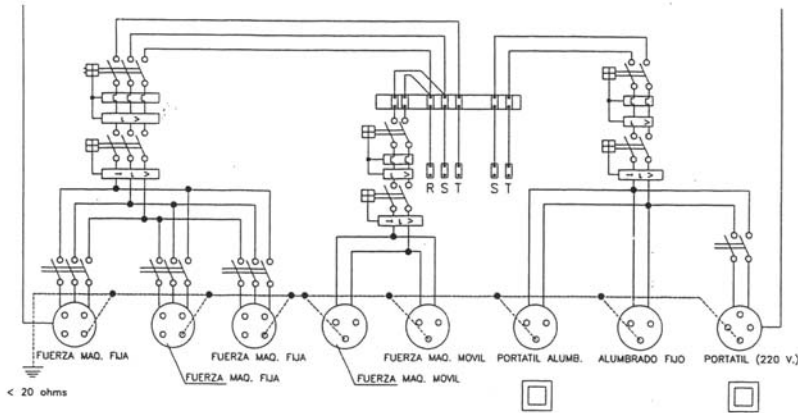 R S T S T
FUERZA MAQ. FIJA
FUERZA MAQ. FIJA
FUERZA MAQ. FIJA
FUERZA MAQ. MOVIL
FUERZA MAQ. MOVIL
PORTATIL ALUMB.
ALUMBRADO FIJO
PORTATIL (220 V.)
< 20 ohms